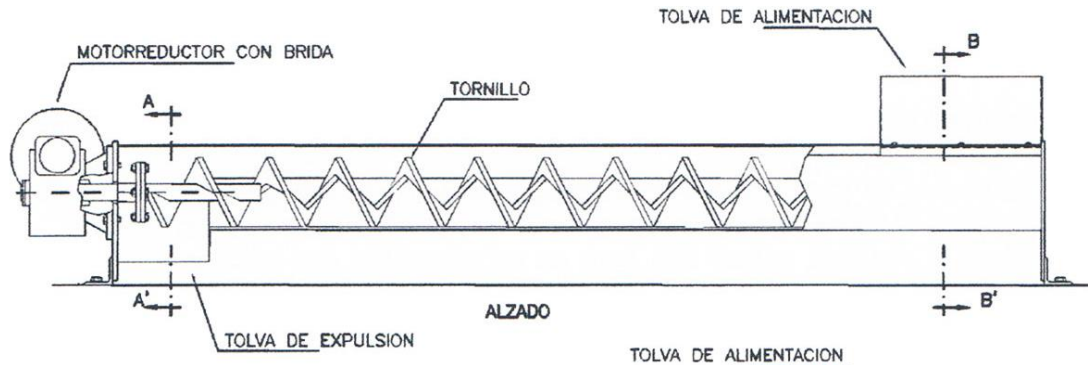 TOLVA DE ALIMENTACION
MOTORREDUCTOR CON BRIDA
B
A
TORNILLO
A'
B'
ALZADO
TOLVA DE EXPULSION
TOLVA DE ALIMENTACION